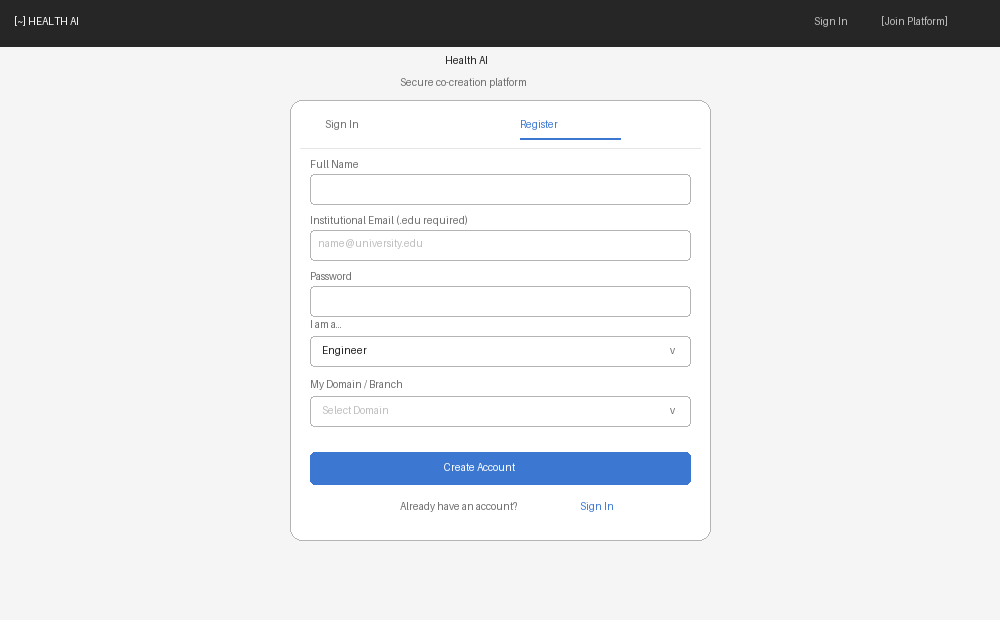 [~] HEALTH AI Sign In [Join Platform]
Health AI
Secure co-creation platform
Sign In Register
Full Name
Institutional Email (.edu required)
name@university.edu
Password
I am a...
Engineer v
My Domain / Branch
Select Domain v
Create Account
Already have an account? Sign In